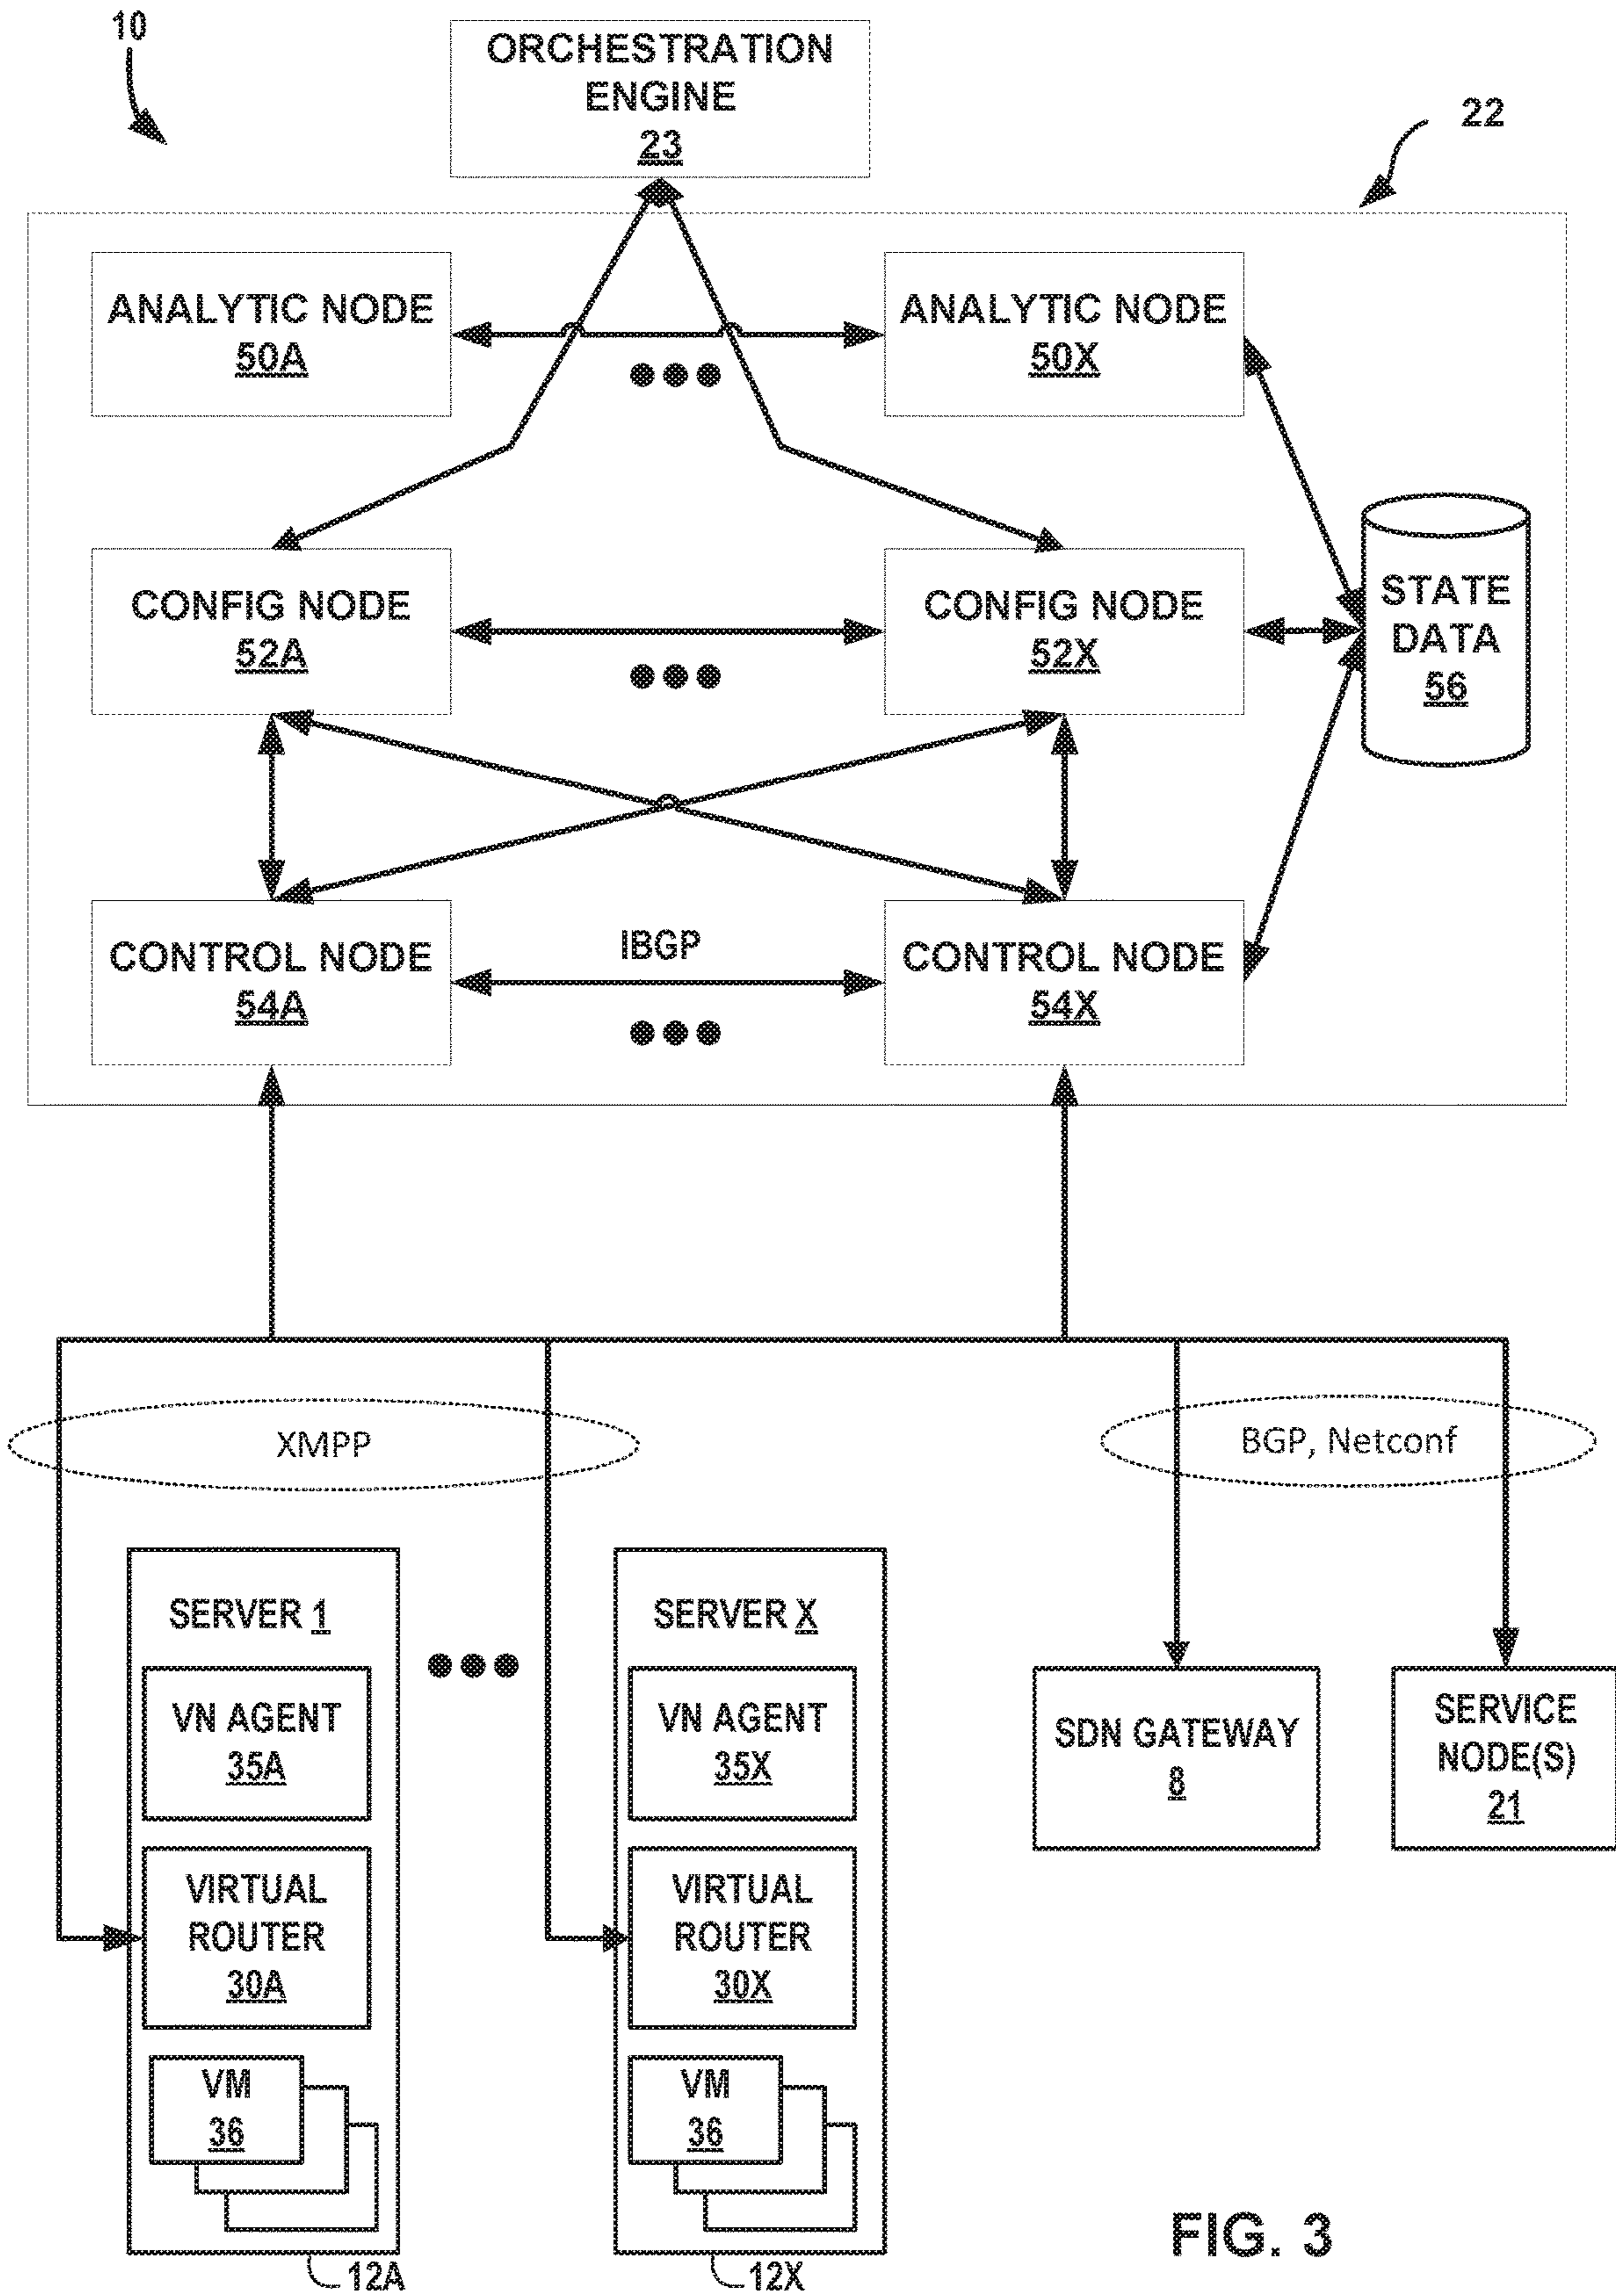 10
ORCHESTRATION
ENGINE
23
22
ANALYTIC NODE
50A
ANALYTIC NODE
50X
CONFIG NODE
52A
CONFIG NODE
52X
STATE
DATA
56
CONTROL NODE
54A
IBGP
CONTROL NODE
54X
XMPP
BGP, Netconf
SERVER 1
VN AGENT
35A
VIRTUAL
ROUTER
30A
VM
36
12A
SERVER X
VN AGENT
35X
VIRTUAL
ROUTER
30X
VM
36
12X
SDN GATEWAY
8
SERVICE
NODE(S)
21
FIG. 3